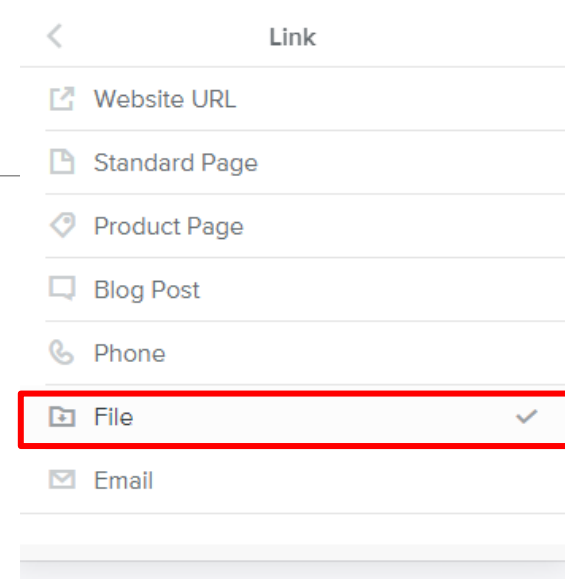 Link
Website URL
Standard Page
Product Page
Blog Post
Phone
File
Email